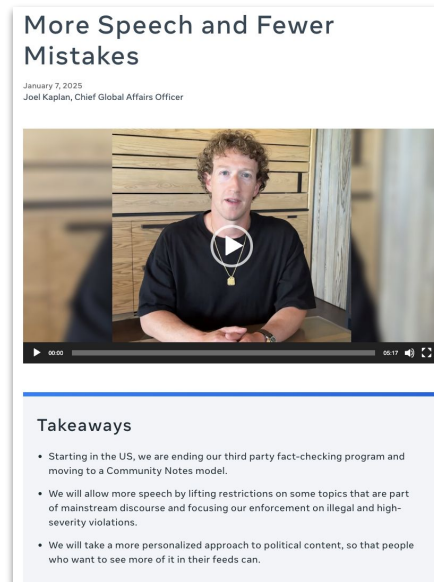 More Speech and Fewer
Mistakes
January 7, 2025
Joel Kaplan, Chief Global Affairs Officer
00:00
05:17
Takeaways
• Starting in the US, we are ending our third party fact-checking program and
moving to a Community Notes model.
• We will allow more speech by lifting restrictions on some topics that are part
of mainstream discourse and focusing our enforcement on illegal and high-
severity violations.
• We will take a more personalized approach to political content, so that people
who want to see more of it in their feeds can.